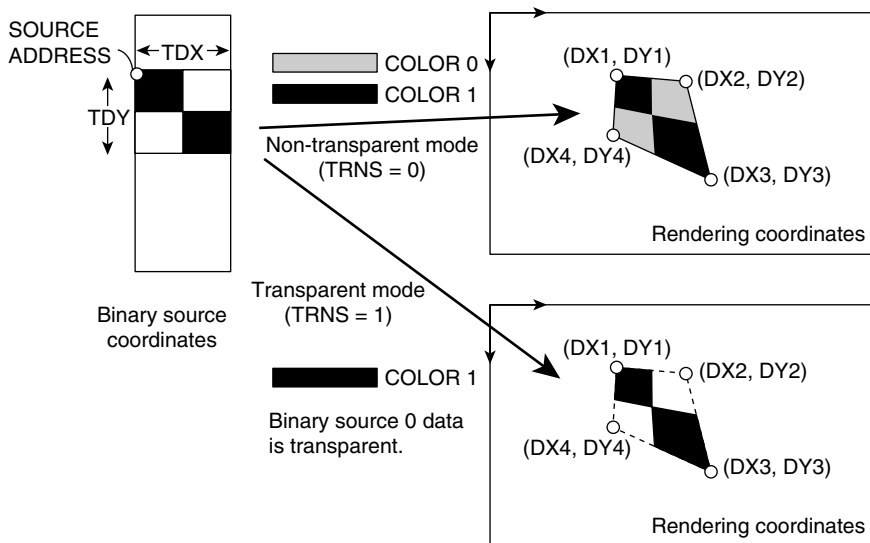 SOURCE
ADDRESS
TDX
TDY
Binary source
coordinates
COLOR 0
COLOR 1
Non-transparent mode
(TRNS = 0)
(DX1, DY1)
(DX2, DY2)
(DX4, DY4)
(DX3, DY3)
Rendering coordinates
Transparent mode
(TRNS = 1)
COLOR 1
Binary source 0 data
is transparent.
(DX1, DY1)
(DX2, DY2)
(DX4, DY4)
(DX3, DY3)
Rendering coordinates